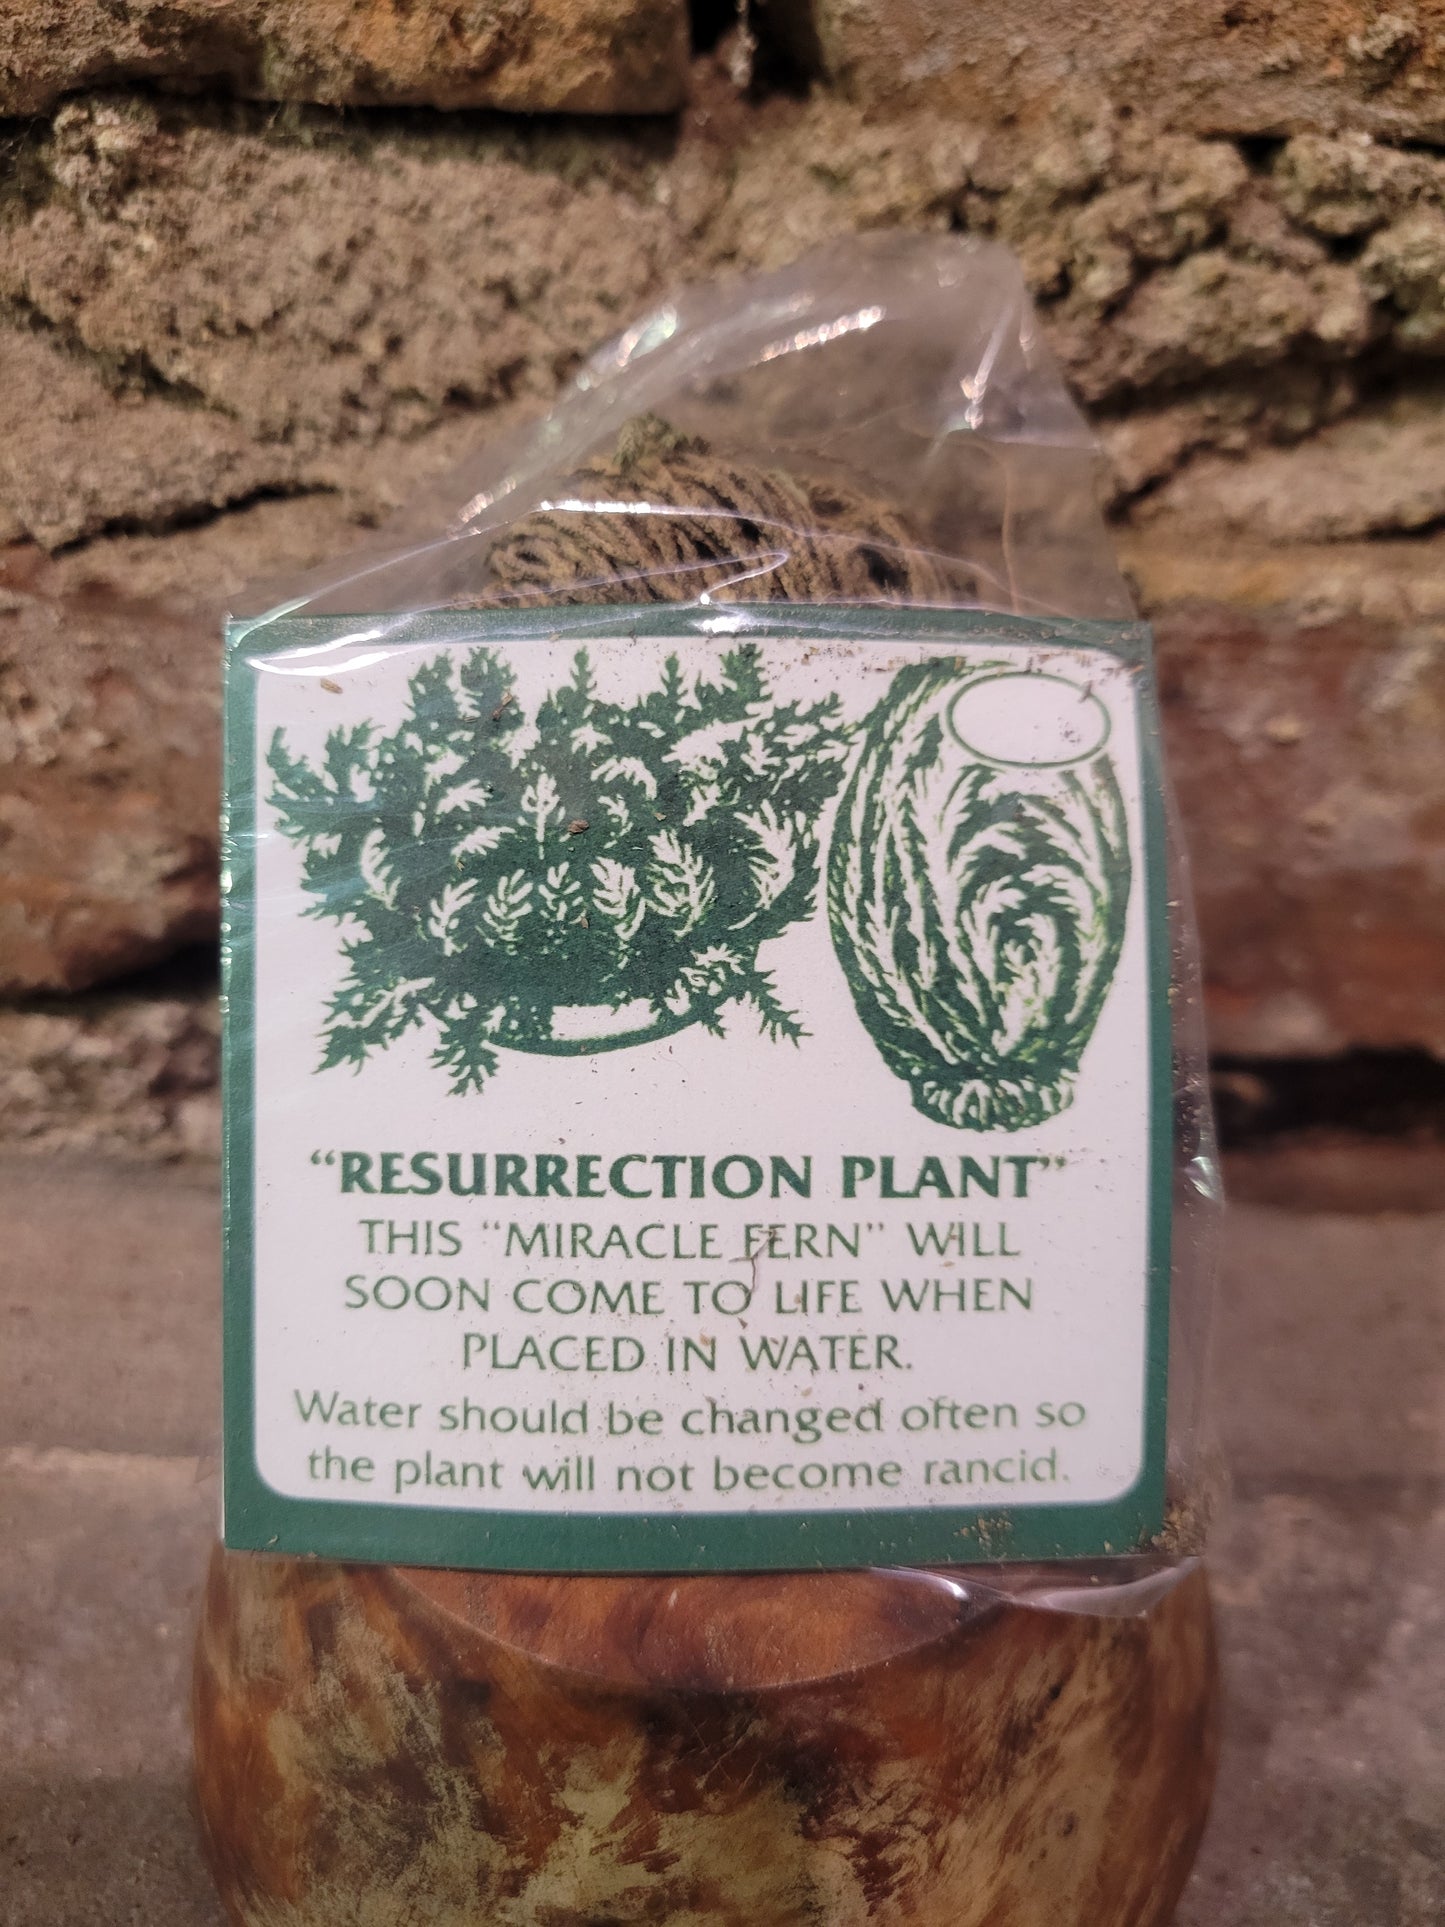 “RESURRECTION PLANT”
THIS “MIRACLE FERN” WILL
SOON COME TO LIFE WHEN
PLACED IN WATER.
Water should be changed often so
the plant will not become rancid.